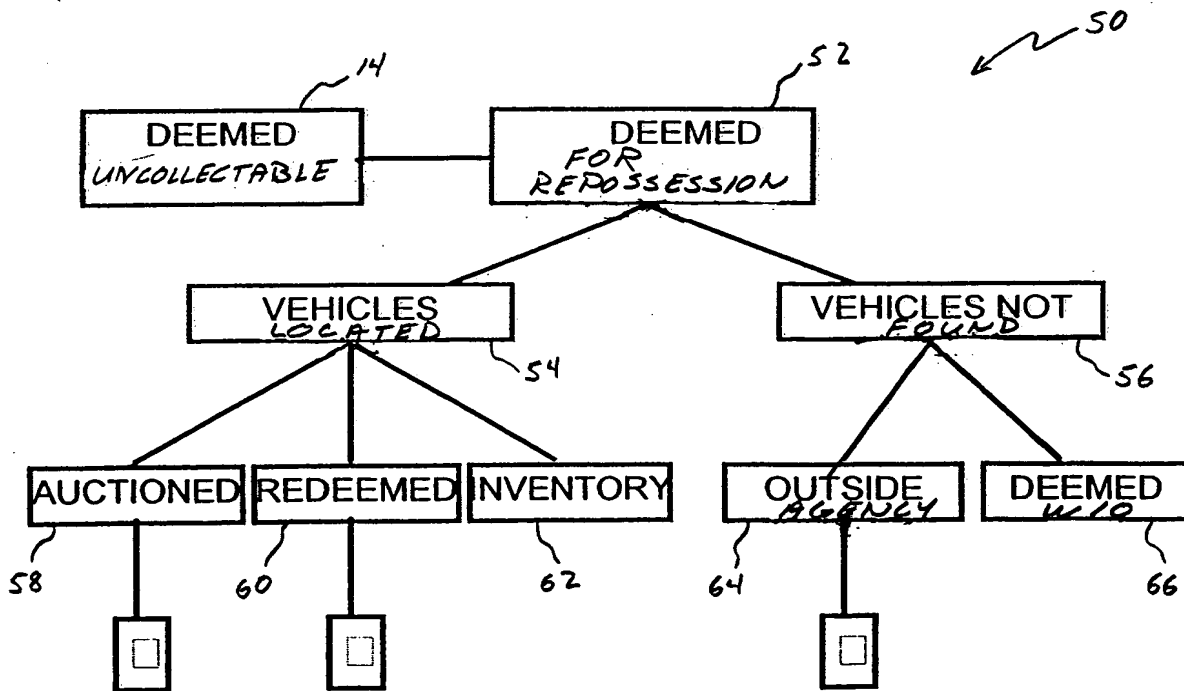 50
14
52
DEEMED
UNCOLLECTABLE
DEEMED
FOR
REPOSSESSION
VEHICLES
LOCATED
54
VEHICLES NOT
FOUND
56
AUCTIONED
58
REDEEMED
60
INVENTORY
62
OUTSIDE
AGENCY
64
DEEMED
W/O
66